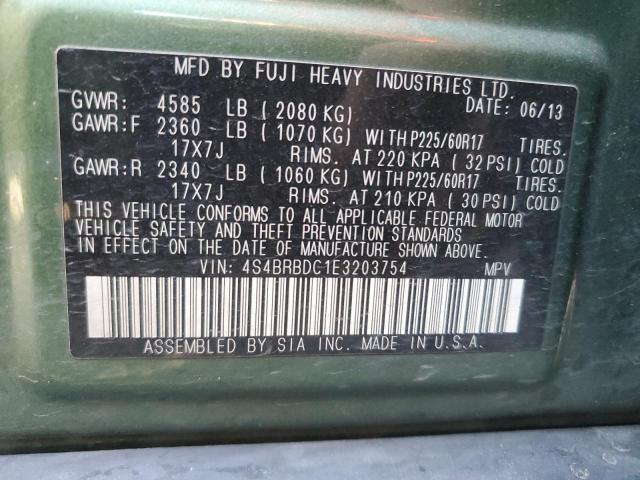 MFD BY FUJI HEAVY INDUSTRIES LTD.
GVWR: 4585 LB ( 2080 KG) DATE: 06/13
GAWR:F 2360 LB ( 1070 KG) WITHP225/60R17 TIRES.
17X7J RIMS. AT 220 KPA ( 32 PSI) COLD
GAWR:R 2340 LB ( 1060 KG) WITHP225/60R17 TIRES.
17X7J RIMS. AT 210 KPA ( 30 PSI) COLD
THIS VEHICLE CONFORMS TO ALL APPLICABLE FEDERAL MOTOR
VEHICLE SAFETY AND THEFT PREVENTION STANDARDS
IN EFFECT ON THE DATE OF MANUFACTURE SHOWN ABOVE.
VIN: 4S4BRBDC1E3203754 MPV
ASSEMBLED BY SIA INC. MADE IN U.S.A.